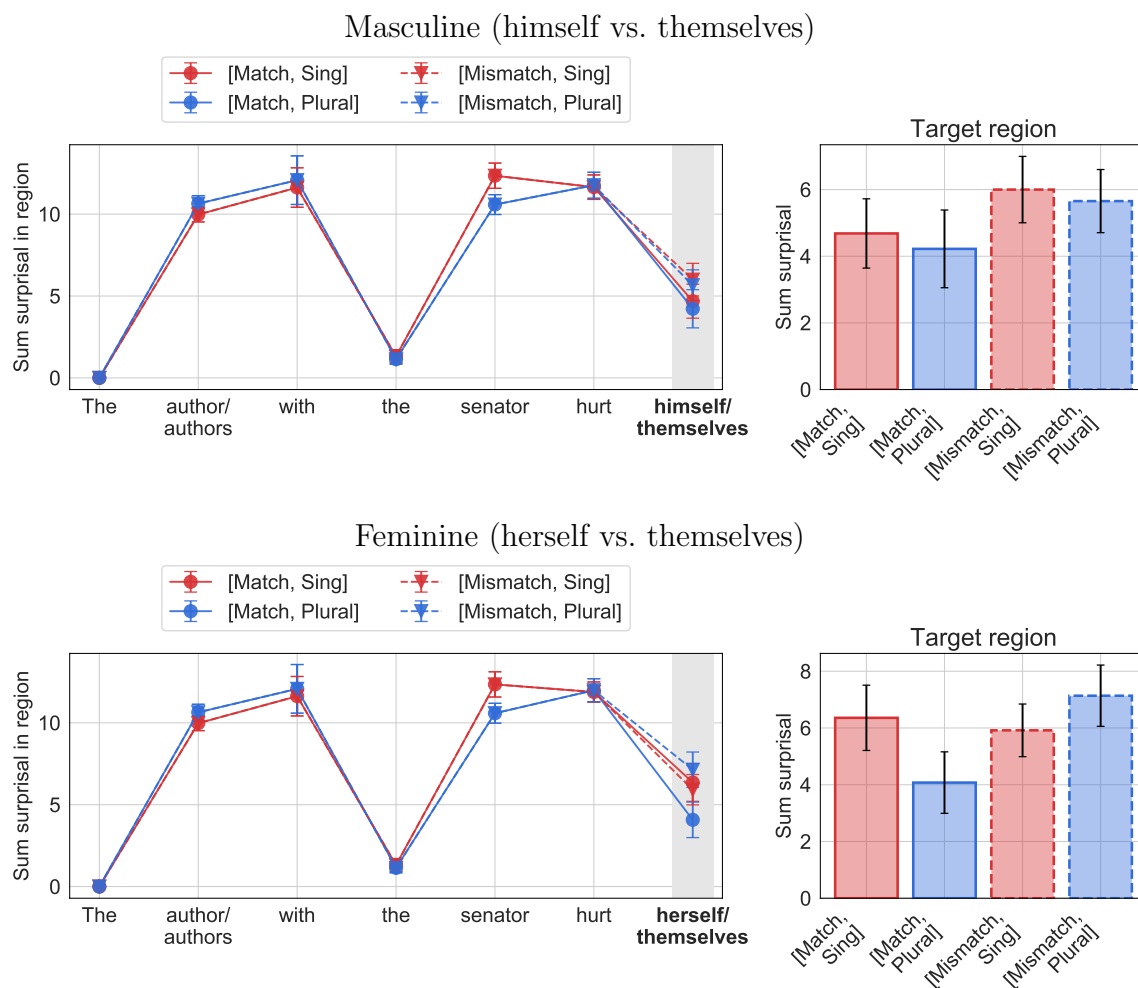 Masculine (himself vs. themselves)
[Match, Sing]
[Mismatch, Sing]
[Match, Plural]
[Mismatch, Plural]
Sum surprisal in region
10
5
0
The
author/
authors
with
the
senator
hurt
himself/
themselves
Target region
Sum surprisal
6
4
2
0
[Match,
Sing]
[Match,
Plural]
[Mismatch,
Sing]
[Mismatch,
Plural]
Feminine (herself vs. themselves)
[Match, Sing]
[Mismatch, Sing]
[Match, Plural]
[Mismatch, Plural]
Sum surprisal in region
10
5
0
The
author/
authors
with
the
senator
hurt
herself/
themselves
Target region
Sum surprisal
8
6
4
2
0
[Match,
Sing]
[Match,
Plural]
[Mismatch,
Sing]
[Mismatch,
Plural]